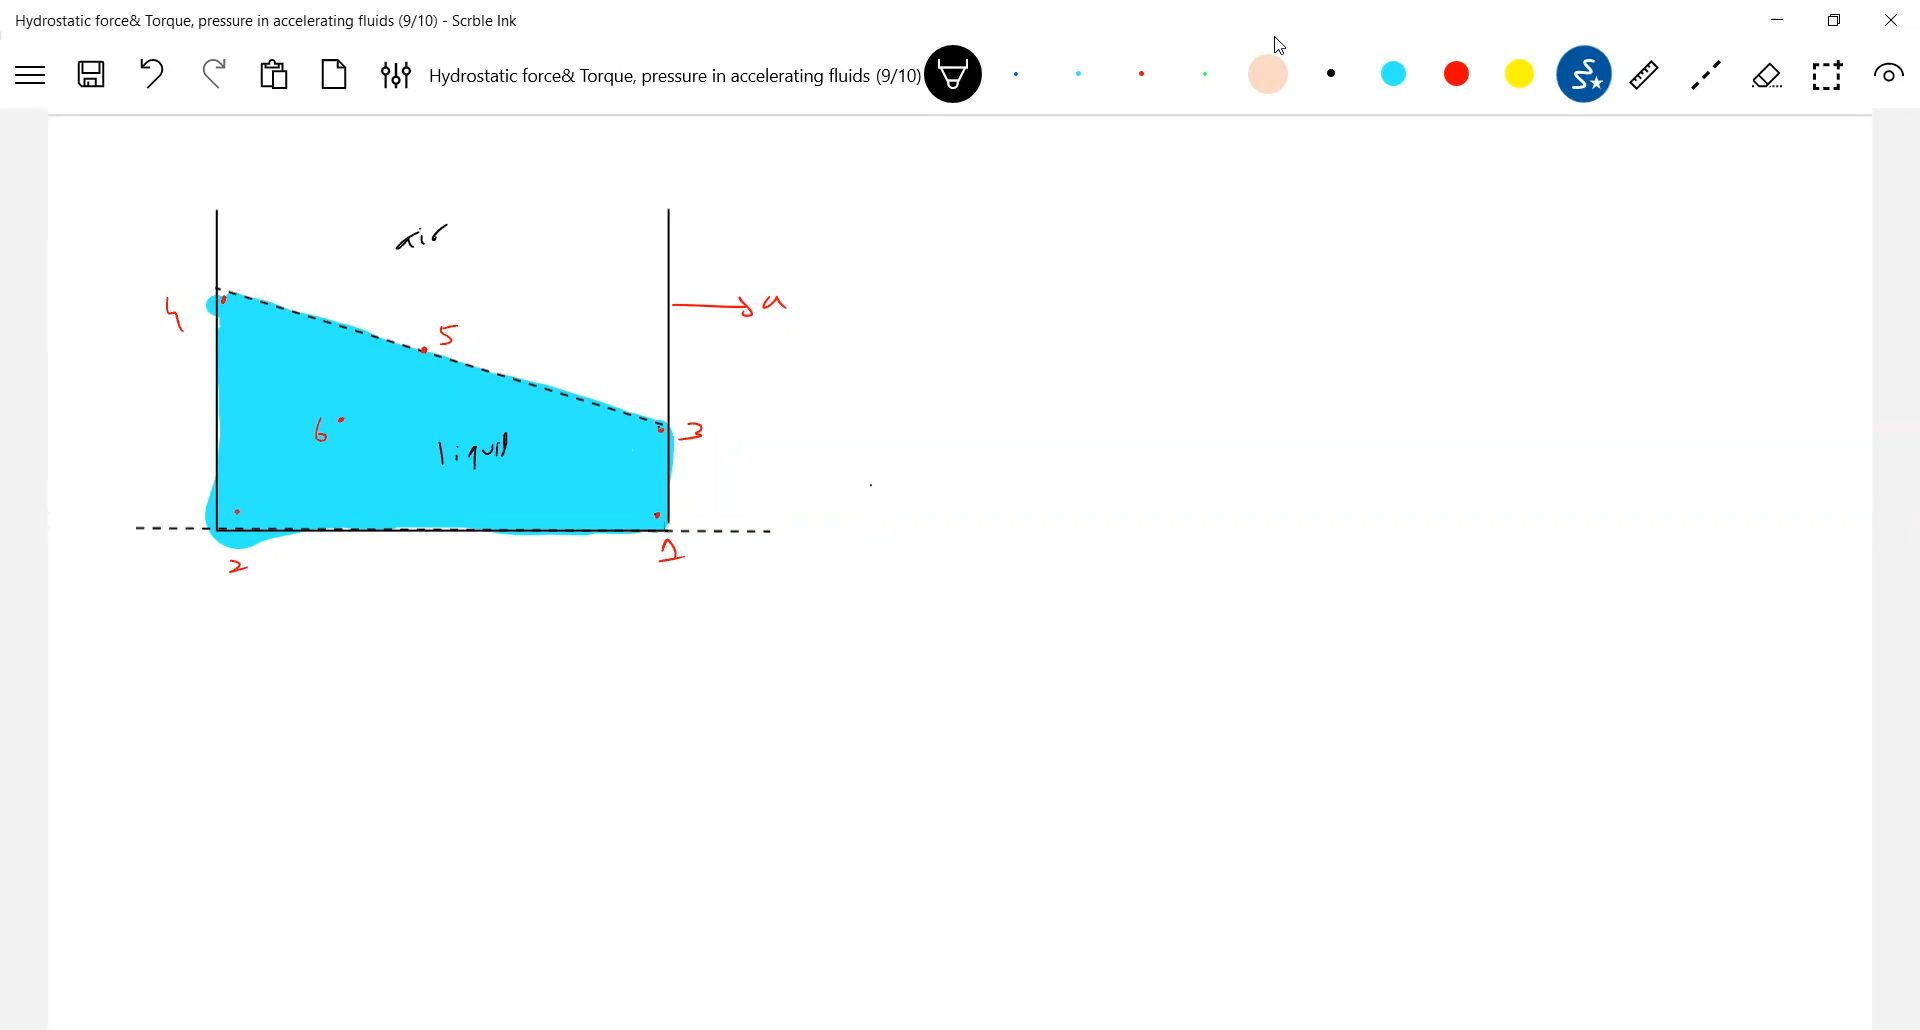 Hydrostatic force& Torque, pressure in accelerating fluids (9/10) - Scrble Ink
Hydrostatic force& Torque, pressure in accelerating fluids (9/10)
air
4
a
5
6
3
liquid
2
1